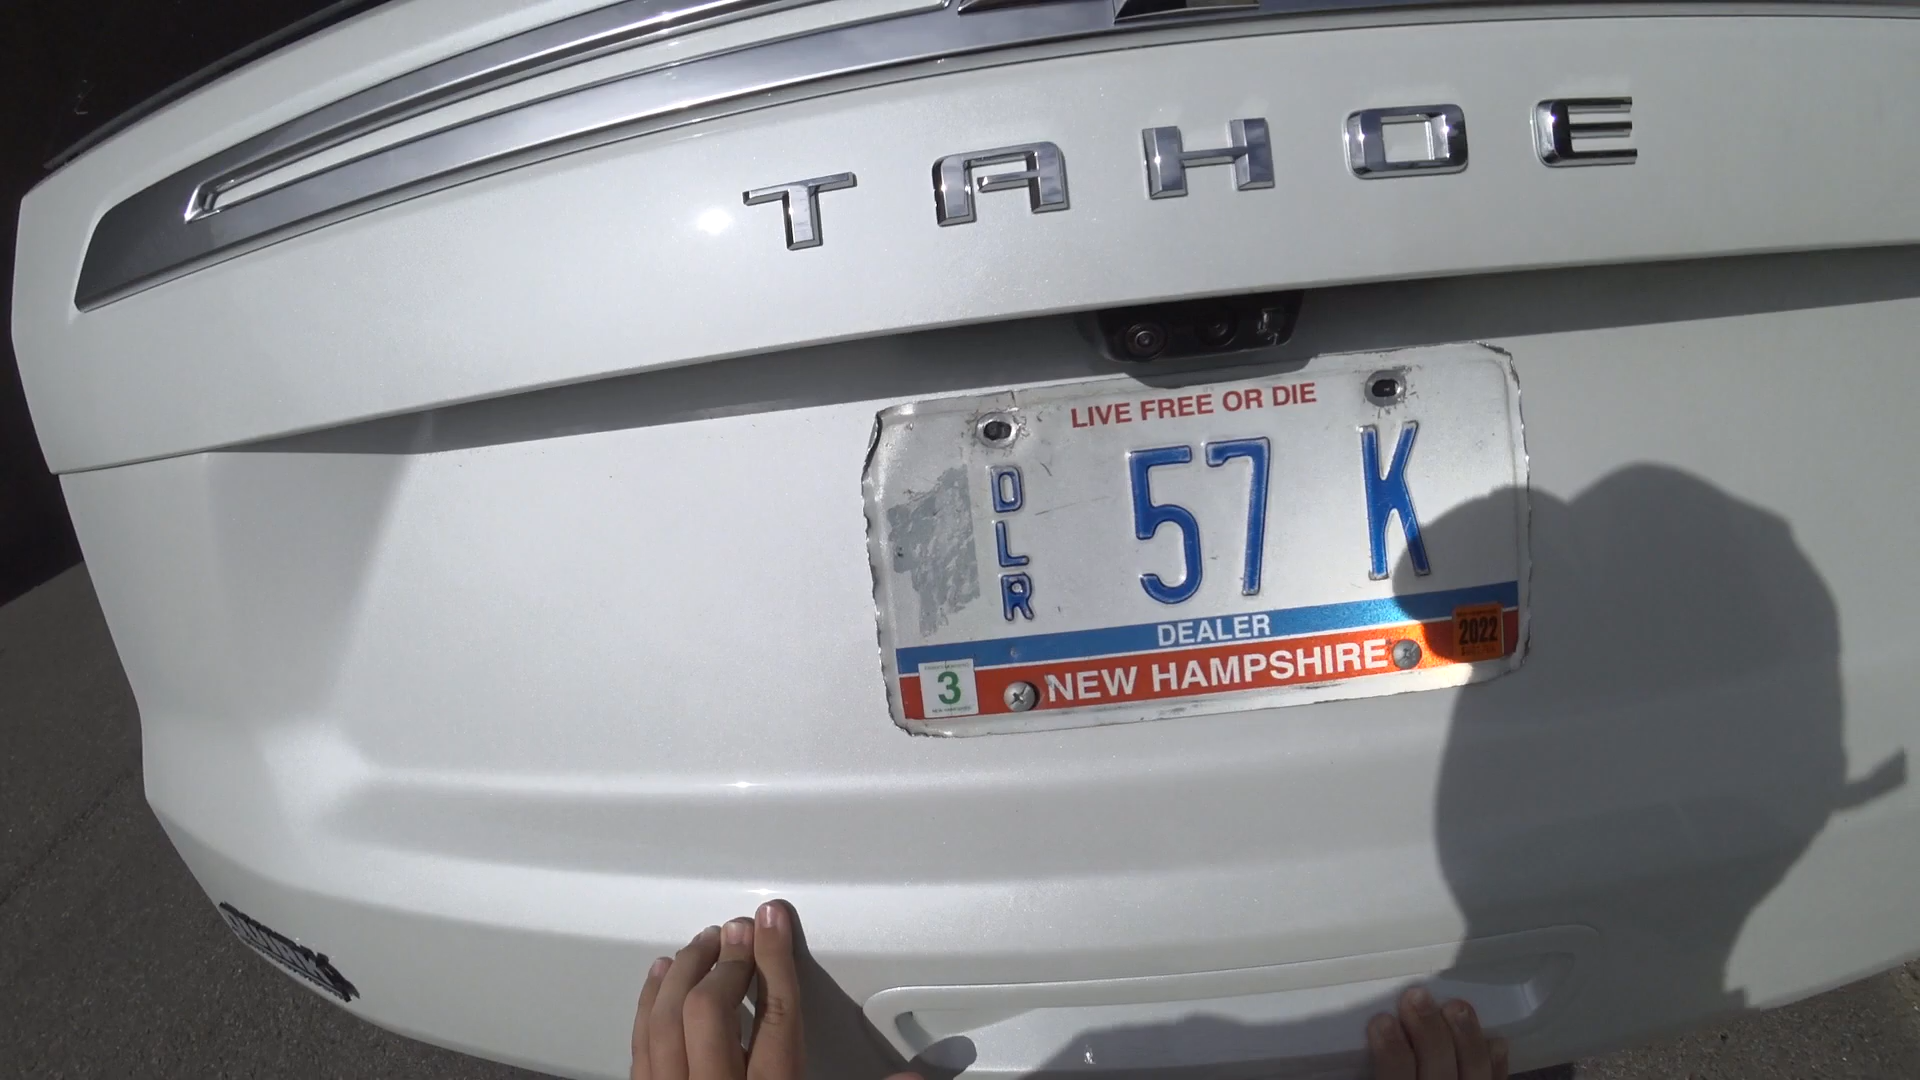 TAHOE
LIVE FREE OR DIE
DLR 57 K
DEALER
2022
3
NEW HAMPSHIRE